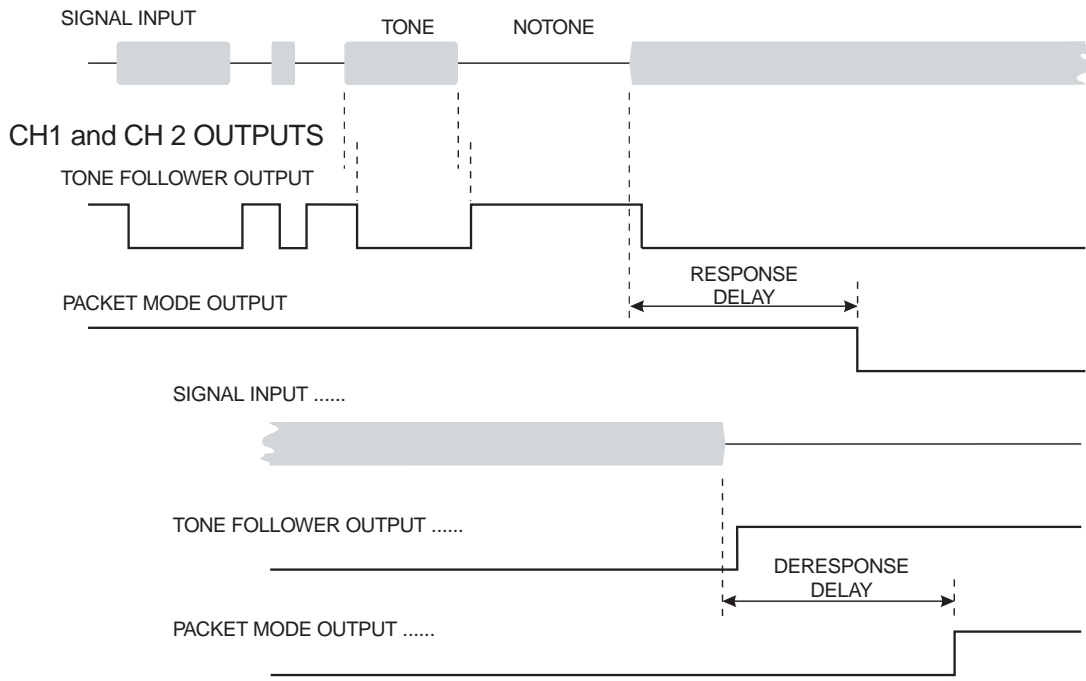 SIGNAL INPUT
TONE
NOTONE
CH1 and CH 2 OUTPUTS
TONE FOLLOWER OUTPUT
RESPONSE
DELAY
PACKET MODE OUTPUT
SIGNAL INPUT ......
TONE FOLLOWER OUTPUT ......
DERESPONSE
DELAY
PACKET MODE OUTPUT ......